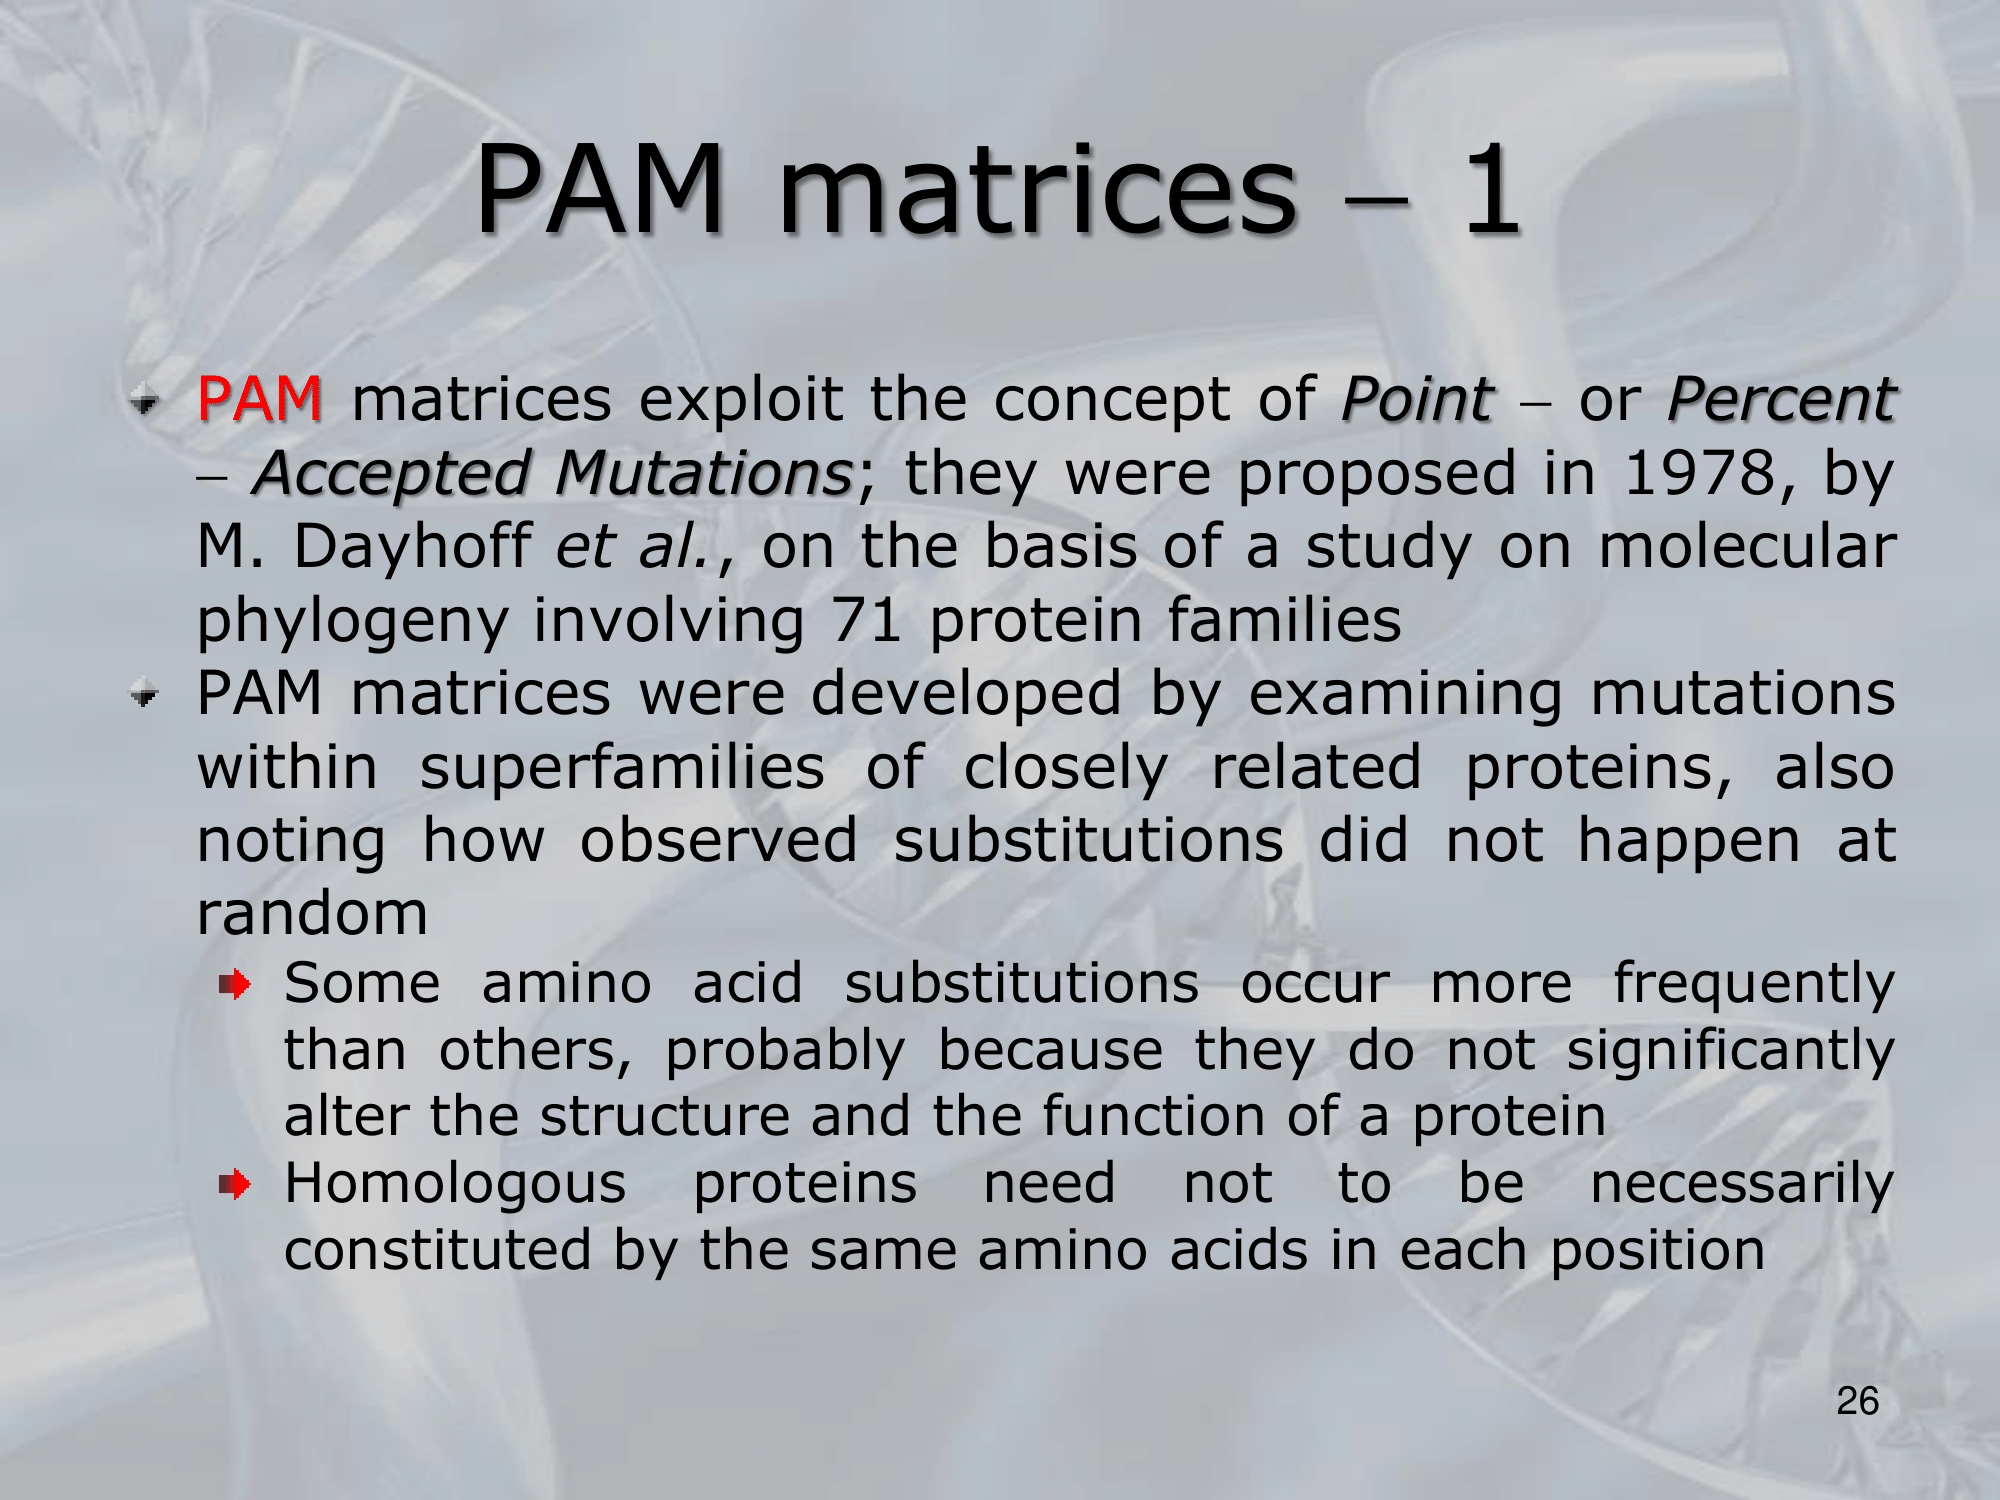 PAM matrices – 1
PAM matrices exploit the concept of Point – or Percent
– Accepted Mutations; they were proposed in 1978, by
M. Dayhoff et al., on the basis of a study on molecular
phylogeny involving 71 protein families
PAM matrices were developed by examining mutations
within superfamilies of closely related proteins, also
noting how observed substitutions did not happen at
random
Some amino acid substitutions occur more frequently
than others, probably because they do not significantly
alter the structure and the function of a protein
Homologous proteins need not to be necessarily
constituted by the same amino acids in each position
26